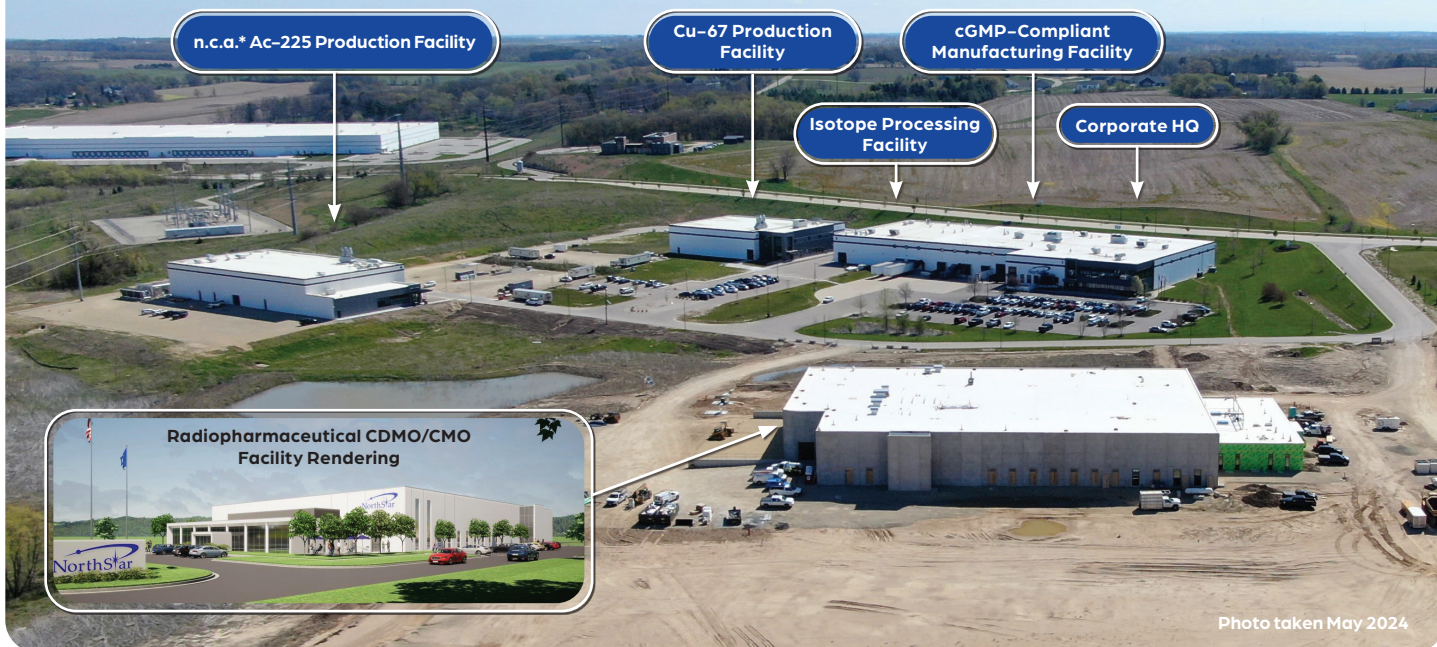 n.c.a.* Ac-225 Production Facility
Cu-67 Production
Facility
cGMP-Compliant
Manufacturing Facility
Isotope Processing
Facility
Corporate HQ
Radiopharmaceutical CDMO/CMO
Facility Rendering
NorthStar
NorthStar
Photo taken May 2024